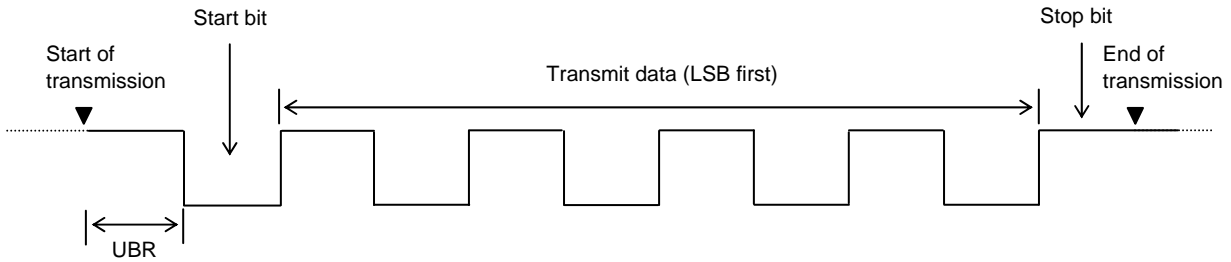 Start bit
Stop bit
Start of
transmission
Transmit data (LSB first)
End of
transmission
UBR